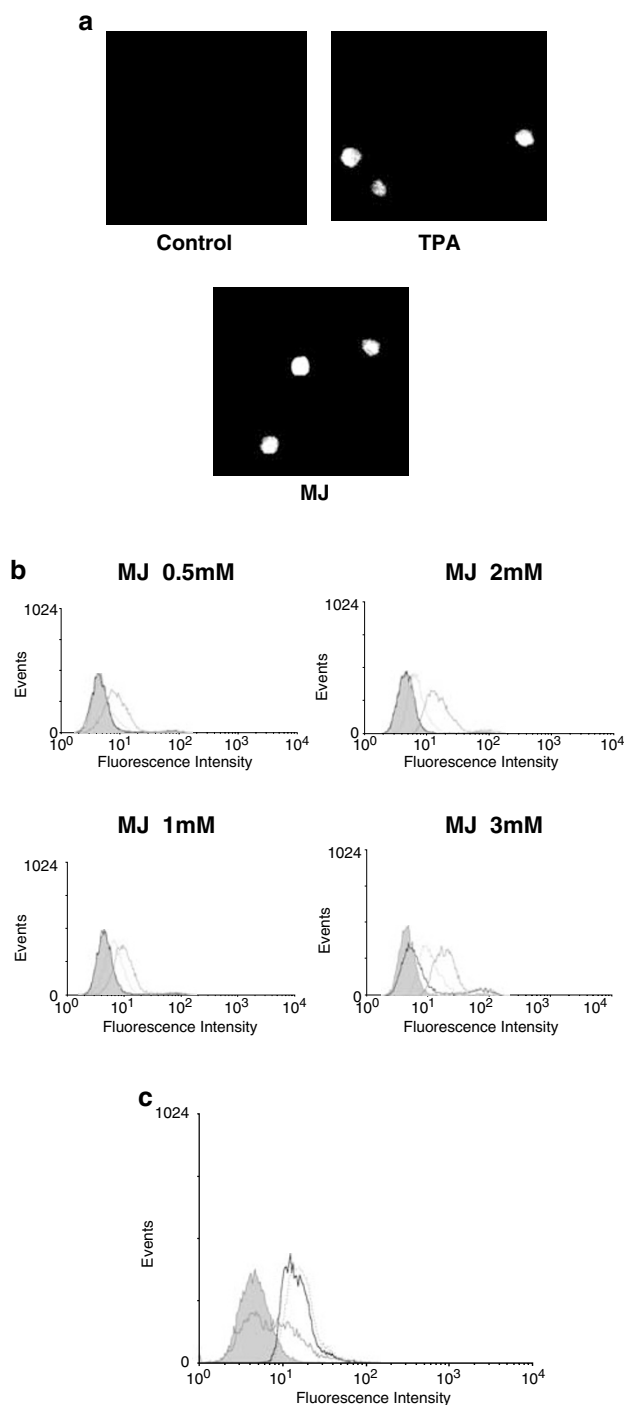 a
Control TPA
MJ
b
MJ 0.5mM MJ 2mM
1024 1024
Events Events
0 0
10^0 10^1 10^2 10^3 10^4 10^0 10^1 10^2 10^3 10^4
Fluorescence Intensity Fluorescence Intensity
MJ 1mM MJ 3mM
1024 1024
Events Events
0 0
10^0 10^1 10^2 10^3 10^4 10^0 10^1 10^2 10^3 10^4
Fluorescence Intensity Fluorescence Intensity
c
1024
Events
0
10^0 10^1 10^2 10^3 10^4
Fluorescence Intensity